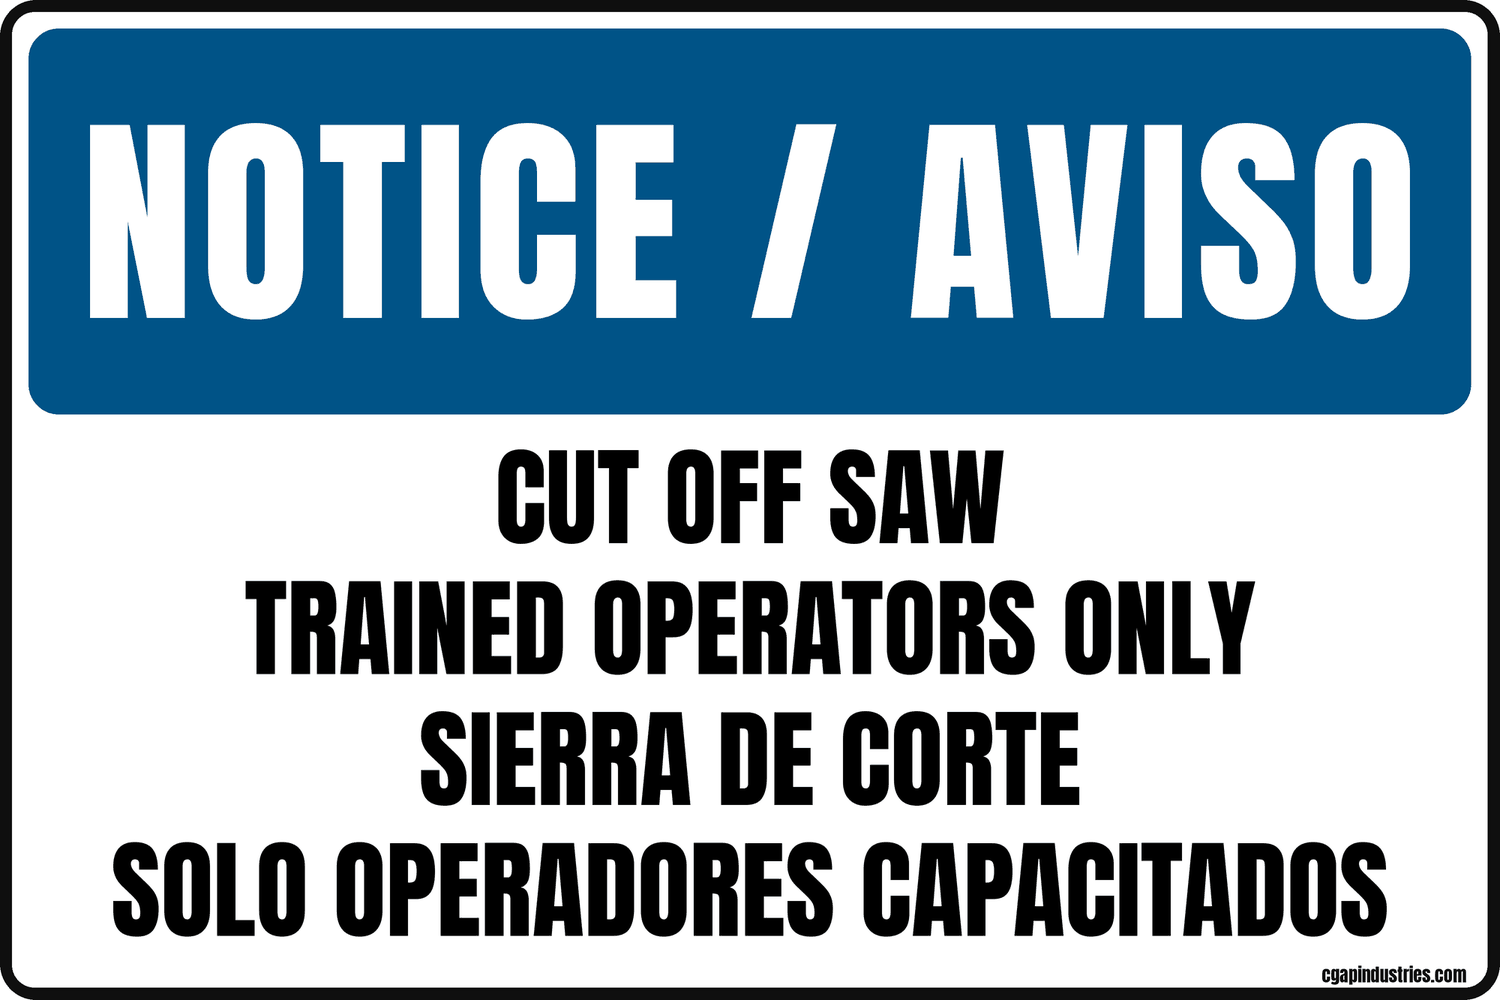 NOTICE / AVISO
CUT OFF SAW
TRAINED OPERATORS ONLY
SIERRA DE CORTE
SOLO OPERADORES CAPACITADOS
cgapindustries.com